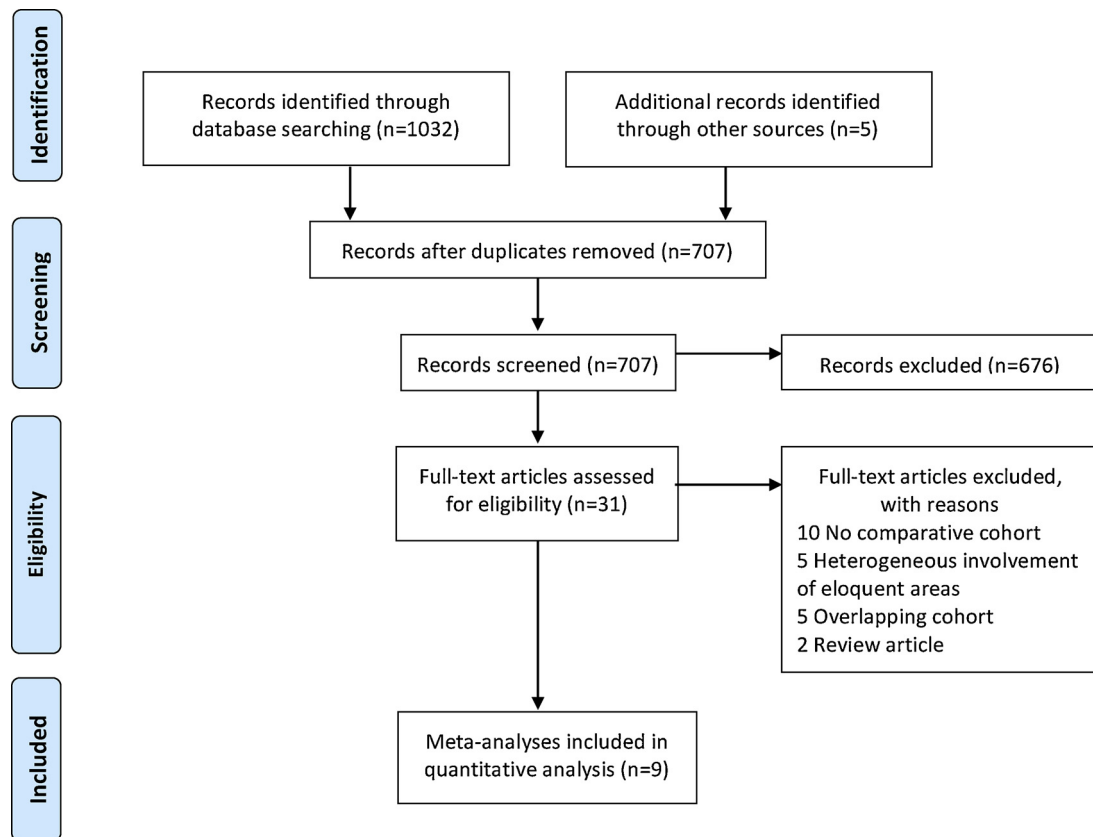 Identification
Records identified through
database searching (n=1032)
Additional records identified
through other sources (n=5)
Screening
Records after duplicates removed (n=707)
Records screened (n=707)
Records excluded (n=676)
Eligibility
Full-text articles assessed
for eligibility (n=31)
Full-text articles excluded,
with reasons
10 No comparative cohort
5 Heterogeneous involvement
of eloquent areas
5 Overlapping cohort
2 Review article
Included
Meta-analyses included in
quantitative analysis (n=9)